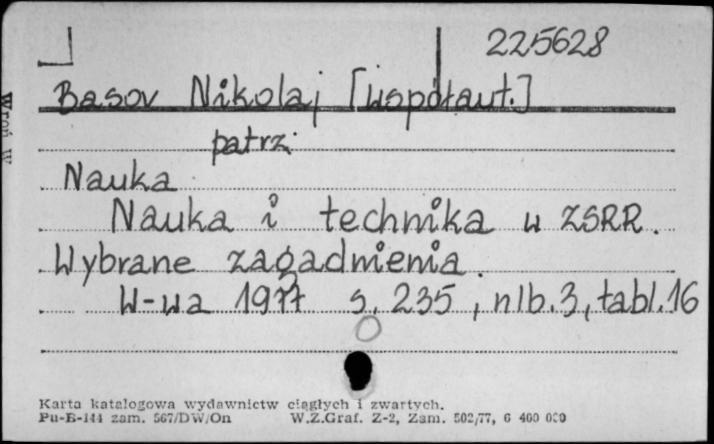 225628
Basov Nikolaj [współaut.]
patrz
Nauka
Nauka i technika w ZSRR.
Wybrane zagadnienia.
W-wa 1977 s. 235, nlb. 3, tabl. 16
Karta katalogowa wydawnictw ciągłych i zwartych.
Pu-B-144 zam. 567/DW/On W.Z.Graf. Z-2, Zam. 502/77, 6 400 000